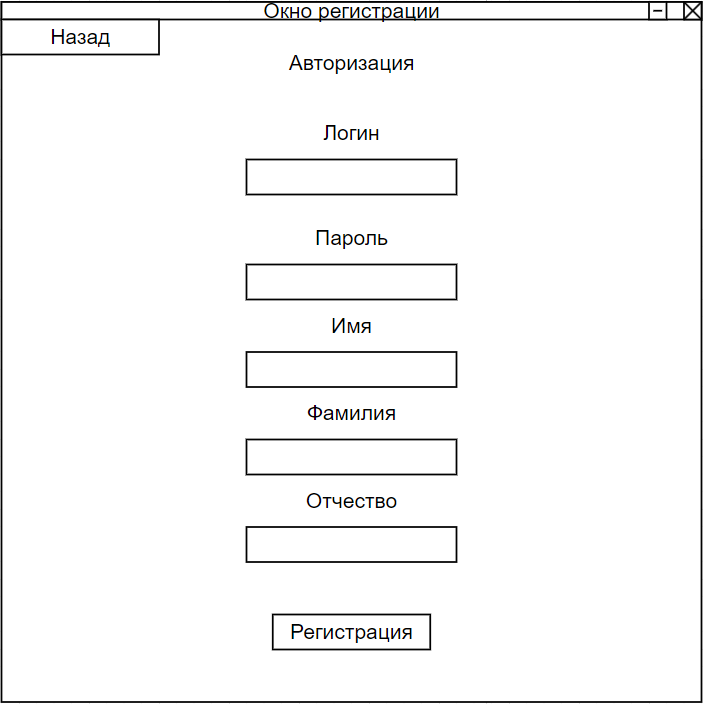 Окно регистрации
Назад
Авторизация
Логин
Пароль
Имя
Фамилия
Отчество
Регистрация